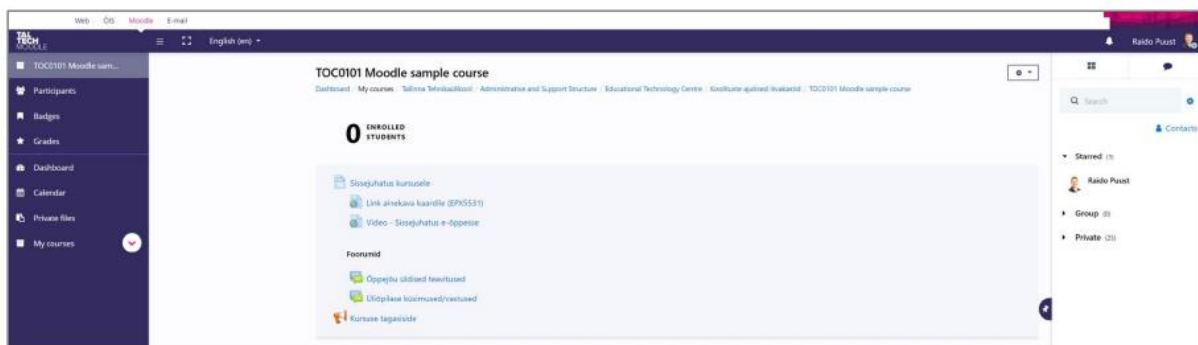 Web ÕIS Moodle E-mail
TAL
TECH
MOODLE
English (en)
Raido Puust
TOC0101 Moodle sam...
Participants
Badges
Grades
Dashboard
Calendar
Private files
My courses
TOC0101 Moodle sample course
Dashboard / My courses / Tallinna Tehnikaülikool / Administrative and Support Structure / Educational Technology Centre / Koolituste ajutised liivakastid / TOC0101 Moodle sample course
0 ENROLLED
STUDENTS
Sissejuhatus kursusele
Link ainekava kaardile (EPX5531)
Video - Sissejuhatus e-õppesse
Foorumid
Õppejõu üldised teavitused
Üliõpilase küsimused/vastused
Kursuse tagasiside
Search
Contacts
Starred (1)
Raido Puust
Group (0)
Private (25)